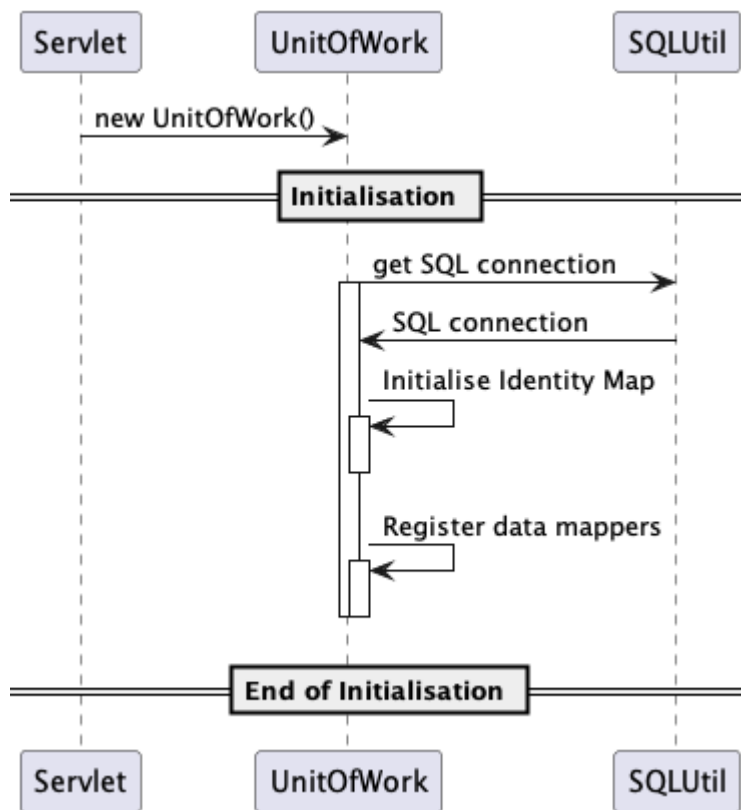 Servlet UnitOfWork SQLUtil
new UnitOfWork()
Initialisation
get SQL connection
SQL connection
Initialise Identity Map
Register data mappers
End of Initialisation
Servlet UnitOfWork SQLUtil